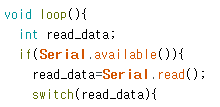 void loop(){
  int read_data;
  if(Serial.available()){
    read_data=Serial.read();
    switch(read_data){